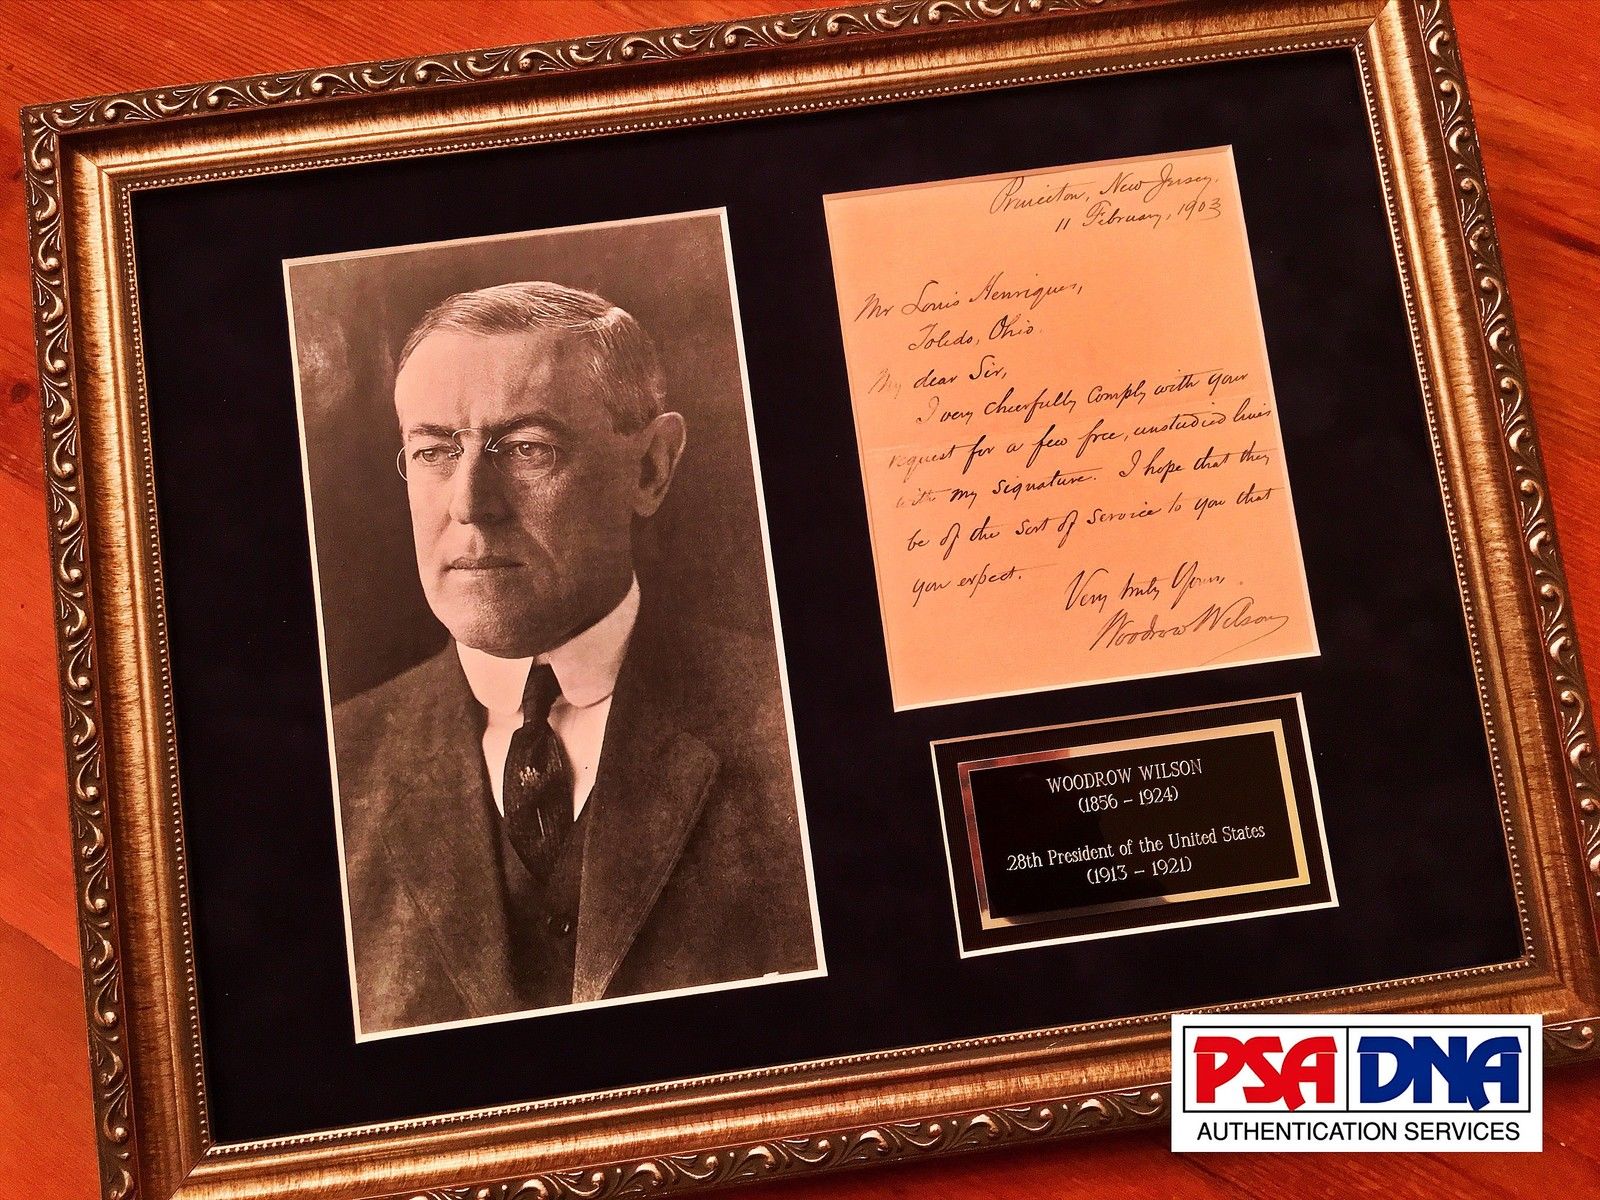 Princeton, New Jersey,
11 February, 1903
Mr Louis Henriques,
Toledo, Ohio.
My dear Sir,
I very cheerfully comply with your
request for a few free, unstudied lines
with my signature. I hope that they
be of the sort of service to you that
you expect.
Very truly Yours,
Woodrow Wilson
WOODROW WILSON
(1856 – 1924)
28th President of the United States
(1913 – 1921)
PSA DNA
AUTHENTICATION SERVICES